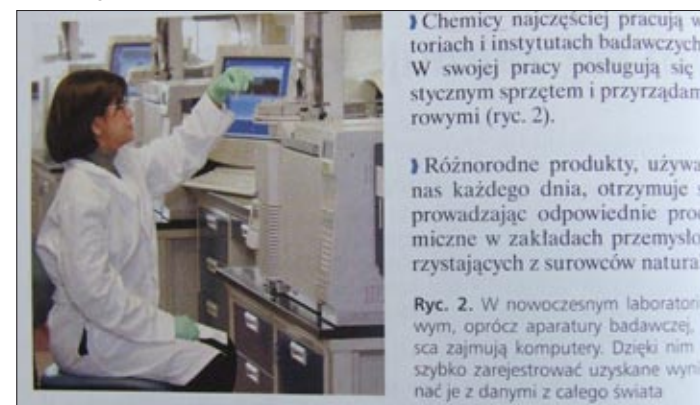 Chemicy najczęściej pracują w
toriach i instytutach badawczych
W swojej pracy posługują się
stycznym sprzętem i przyrządam
rowymi (ryc. 2).
Różnorodne produkty, używa
nas każdego dnia, otrzymuje
prowadząc odpowiednie pro
miczne w zakładach przemysło
rzystających z surowców natura
Ryc. 2. W nowoczesnym laboratori
wym, oprócz aparatury badawczej,
sca zajmują komputery. Dzięki nim
szybko zarejestrować uzyskane wyni
nać je z danymi z całego świata